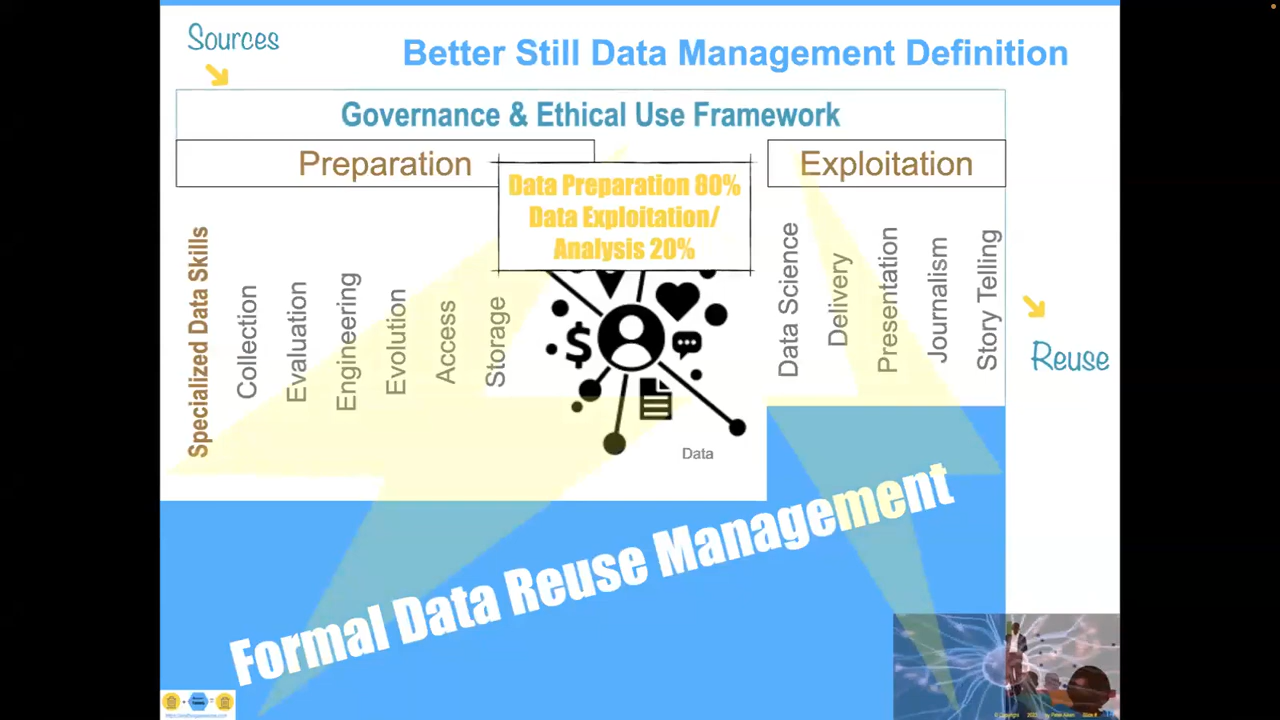 Sources
Better Still Data Management Definition
Governance & Ethical Use Framework
Preparation
Exploitation
Data Preparation 80%
Data Exploitation/
Analysis 20%
Specialized Data Skills
Collection
Evaluation
Engineering
Evolution
Access
Storage
$
Data
Data Science
Delivery
Presentation
Journalism
Story Telling
Reuse
Formal Data Reuse Management